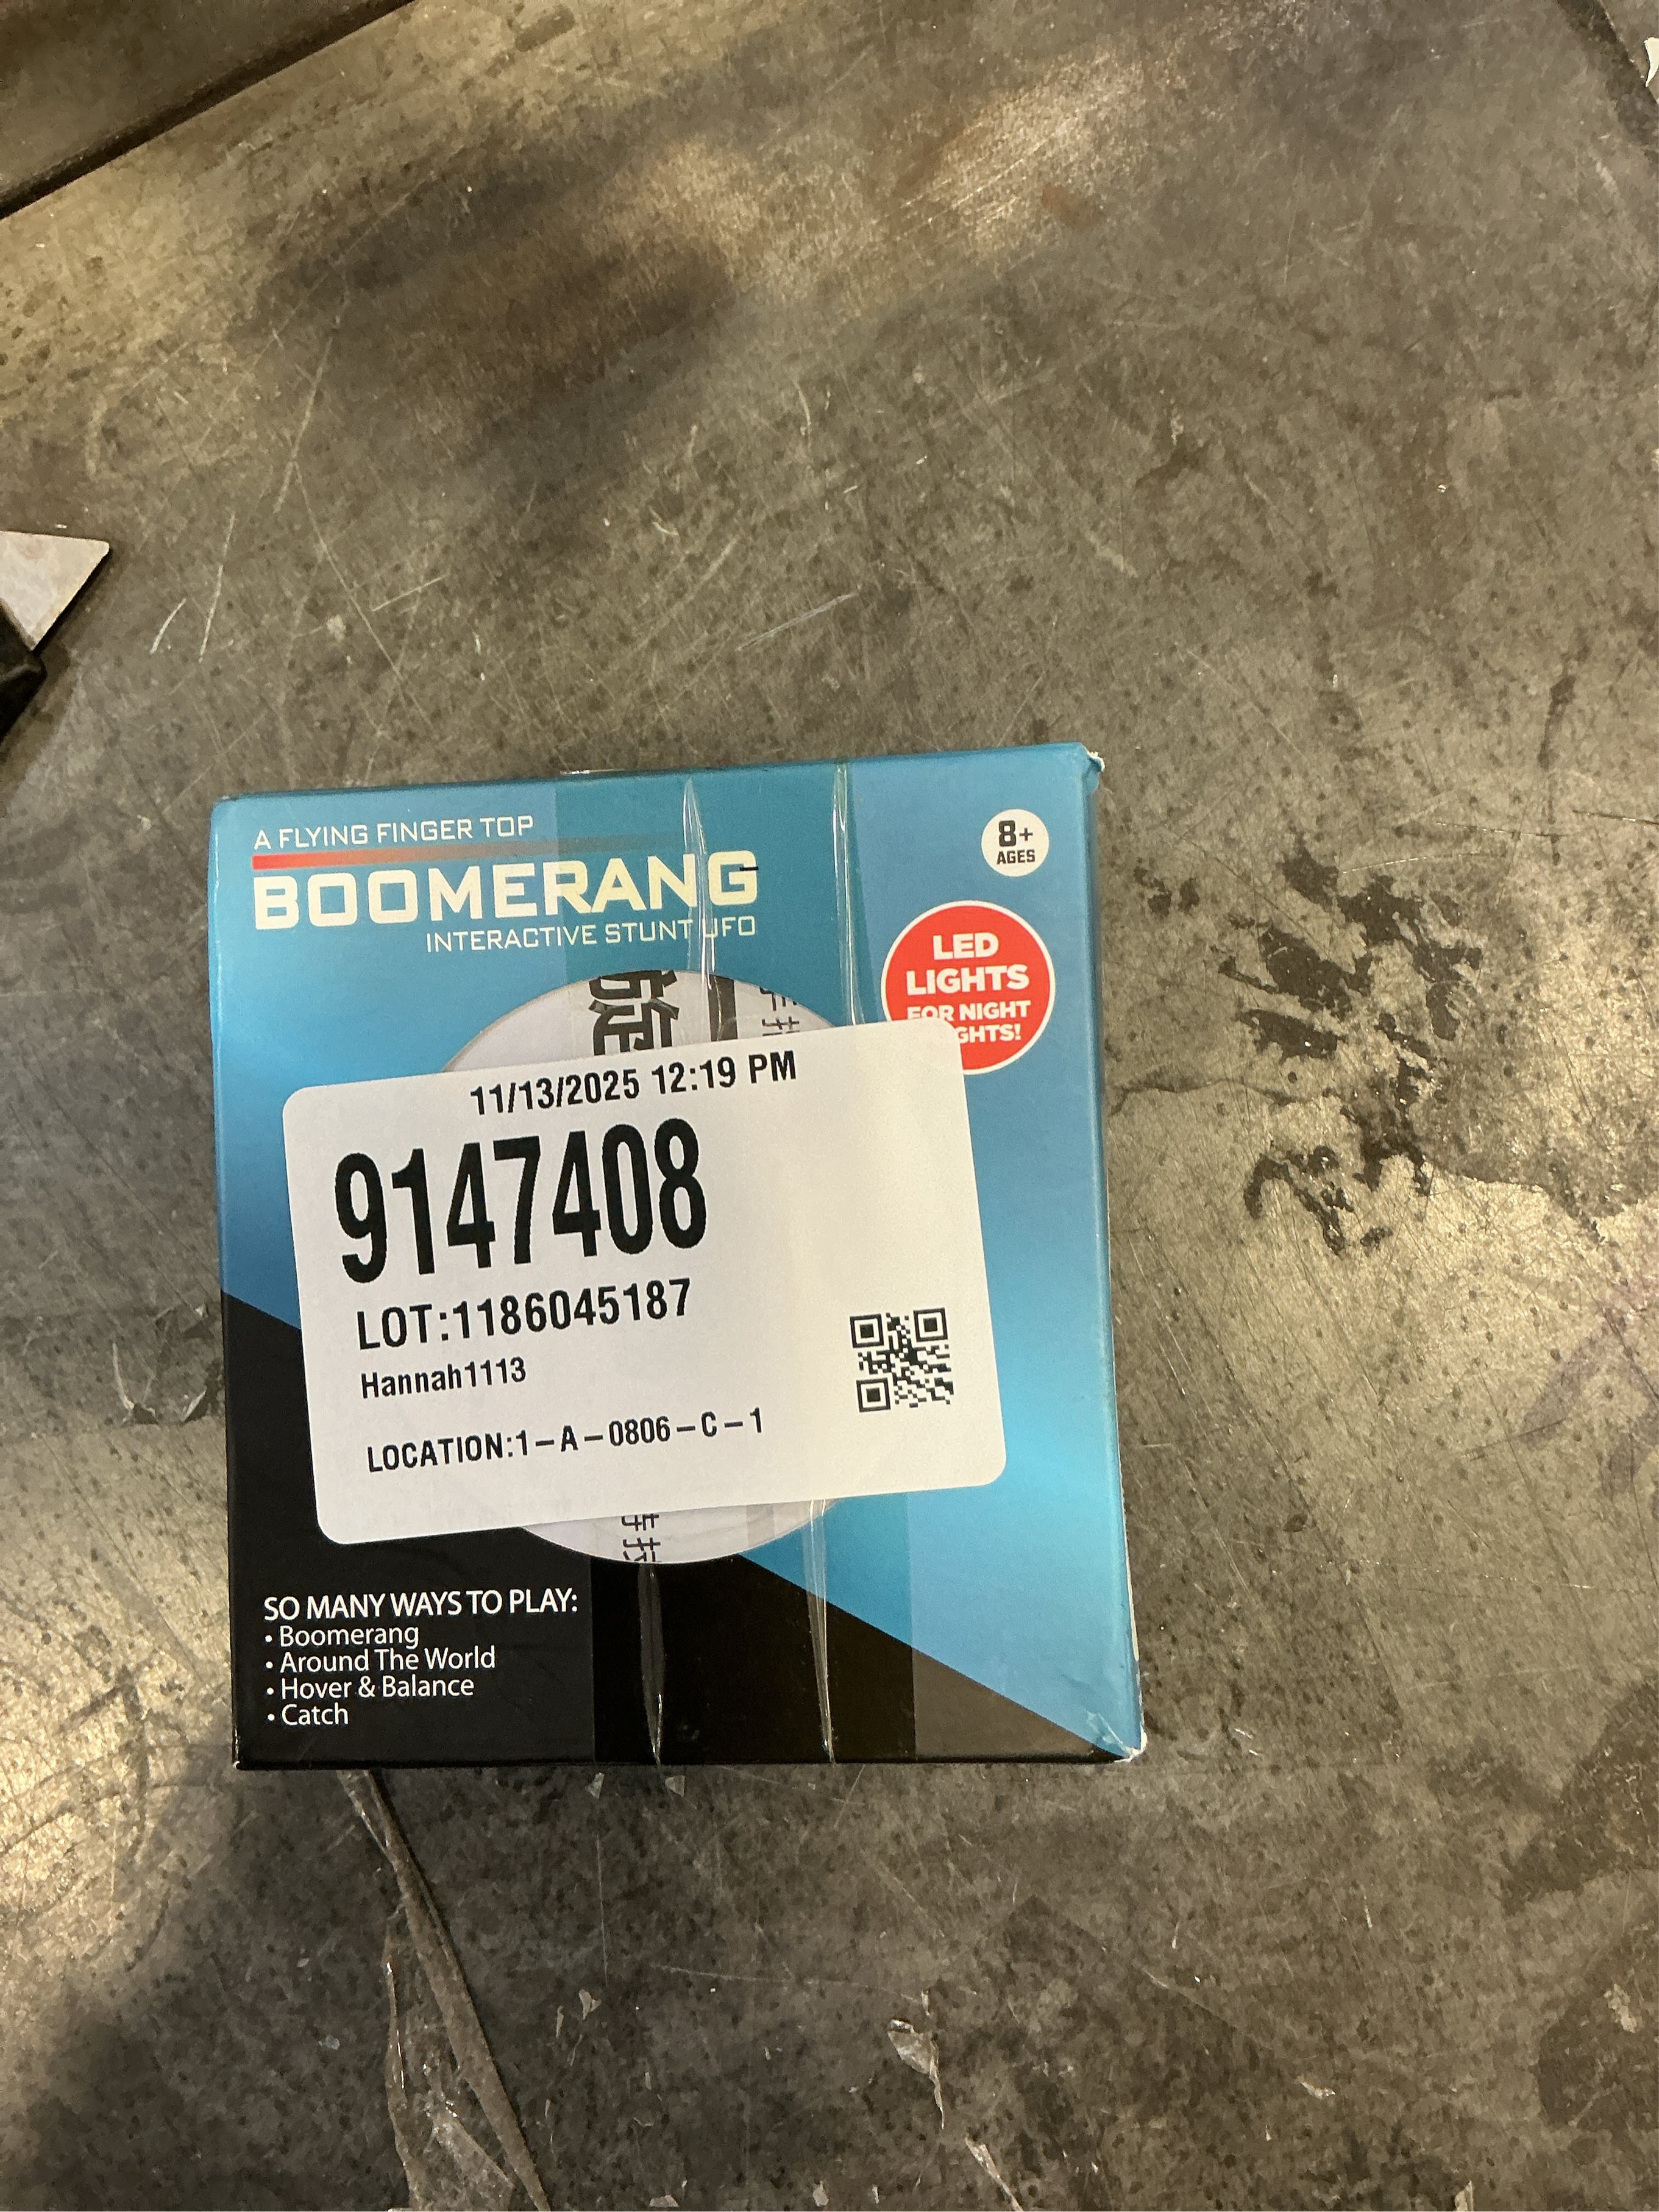 A FLYING FINGER TOP
BOOMERANG
INTERACTIVE STUNT UFO
8+
AGES
LED
LIGHTS
FOR NIGHT
11/13/2025 12:19 PM
9147408
LOT:1186045187
Hannah1113
LOCATION:1-A-0806-C-1
SO MANY WAYS TO PLAY:
• Boomerang
• Around The World
• Hover & Balance
• Catch